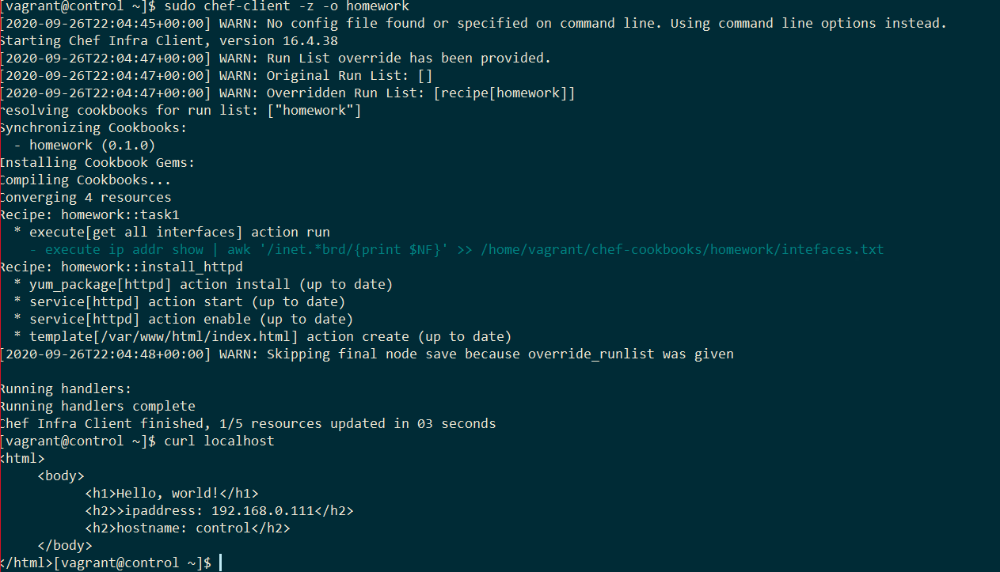 [vagrant@control ~]$ sudo chef-client -z -o homework
[2020-09-26T22:04:45+00:00] WARN: No config file found or specified on command line. Using command line options instead.
Starting Chef Infra Client, version 16.4.38
[2020-09-26T22:04:47+00:00] WARN: Run List override has been provided.
[2020-09-26T22:04:47+00:00] WARN: Original Run List: []
[2020-09-26T22:04:47+00:00] WARN: Overridden Run List: [recipe[homework]]
resolving cookbooks for run list: ["homework"]
Synchronizing Cookbooks:
  - homework (0.1.0)
Installing Cookbook Gems:
Compiling Cookbooks...
Converging 4 resources
Recipe: homework::task1
  * execute[get all interfaces] action run
    - execute ip addr show | awk '/inet.*brd/{print $NF}' >> /home/vagrant/chef-cookbooks/homework/intefaces.txt
Recipe: homework::install_httpd
  * yum_package[httpd] action install (up to date)
  * service[httpd] action start (up to date)
  * service[httpd] action enable (up to date)
  * template[/var/www/html/index.html] action create (up to date)
[2020-09-26T22:04:48+00:00] WARN: Skipping final node save because override_runlist was given
Running handlers:
Running handlers complete
Chef Infra Client finished, 1/5 resources updated in 03 seconds
[vagrant@control ~]$ curl localhost
<html>
     <body>
           <h1>Hello, world!</h1>
           <h2>>ipaddress: 192.168.0.111</h2>
           <h2>hostname: control</h2>
     </body>
</html>[vagrant@control ~]$